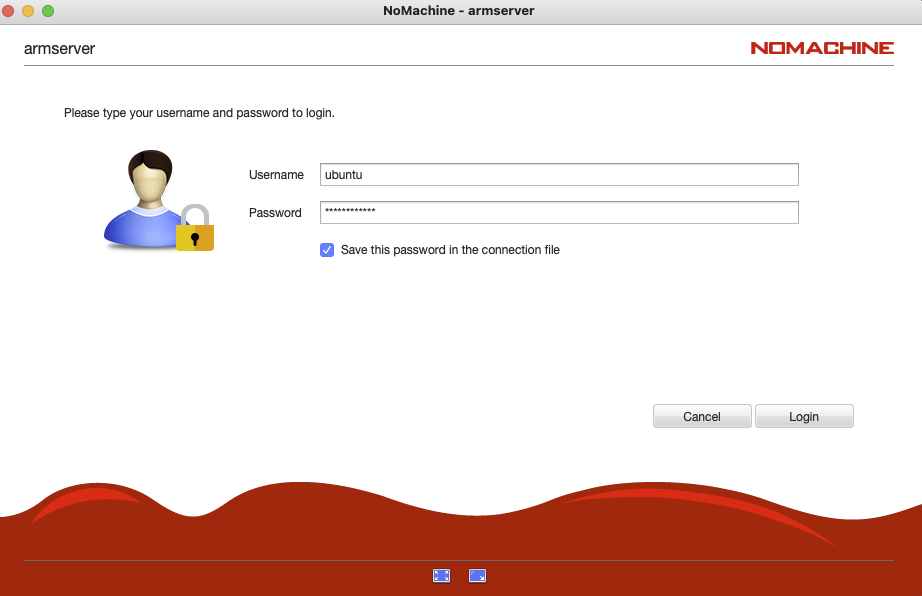 NoMachine - armserver
armserver
NOMACHINE
Please type your username and password to login.
Username
ubuntu
Password
************
Save this password in the connection file
Cancel
Login